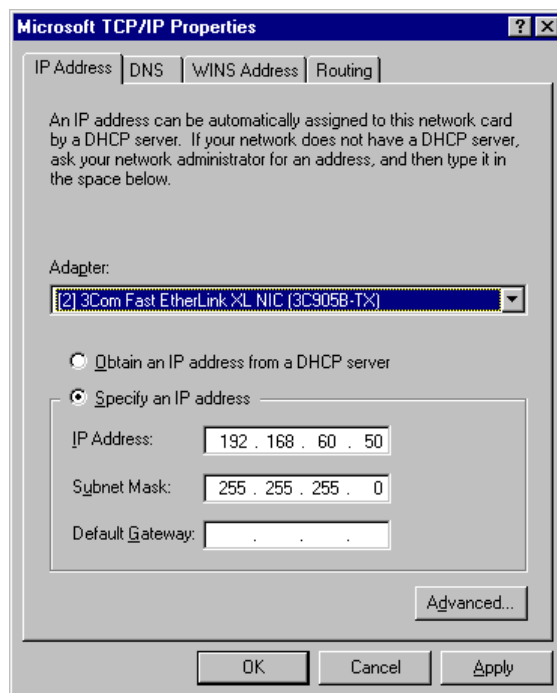 Microsoft TCP/IP Properties
IP Address DNS WINS Address Routing
An IP address can be automatically assigned to this network card
by a DHCP server. If your network does not have a DHCP server,
ask your network administrator for an address, and then type it in
the space below.
Adapter:
[2] 3Com Fast EtherLink XL NIC (3C905B-TX)
Obtain an IP address from a DHCP server
Specify an IP address
IP Address: 192 . 168 . 60 . 50
Subnet Mask: 255 . 255 . 255 . 0
Default Gateway: . . .
Advanced...
OK Cancel Apply